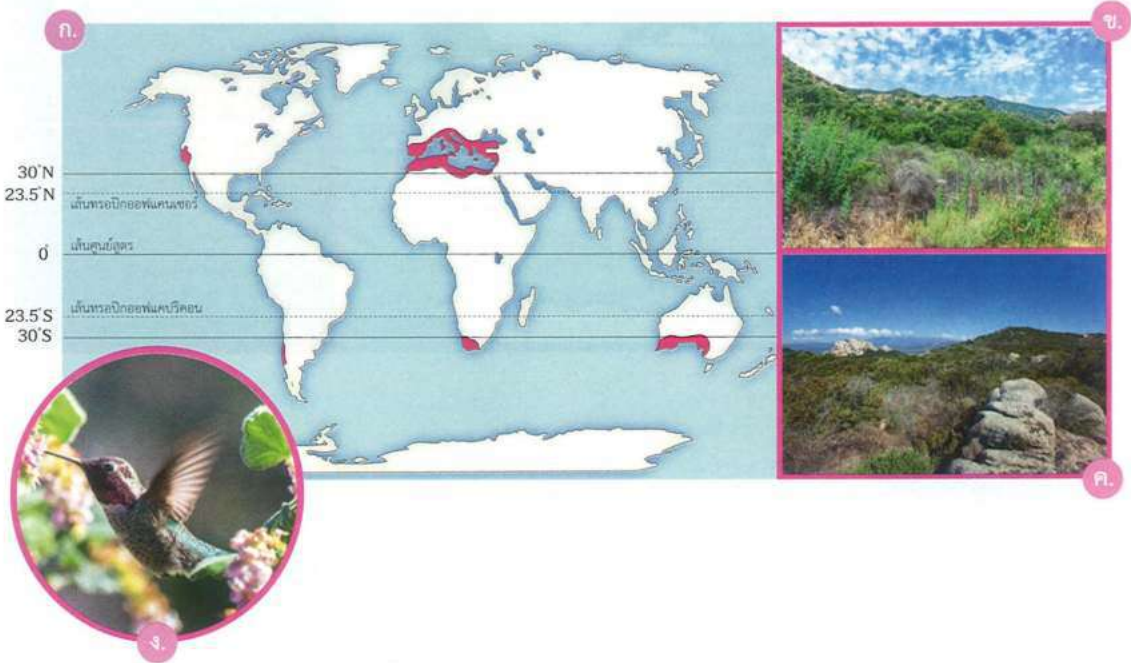 ก.
ข.
30°N
23.5°N
เส้นทรอปิกออฟแคนเซอร์
เส้นศูนย์สูตร
0°
เส้นทรอปิกออฟแคปริคอน
23.5°S
30°S
ค.
ง.